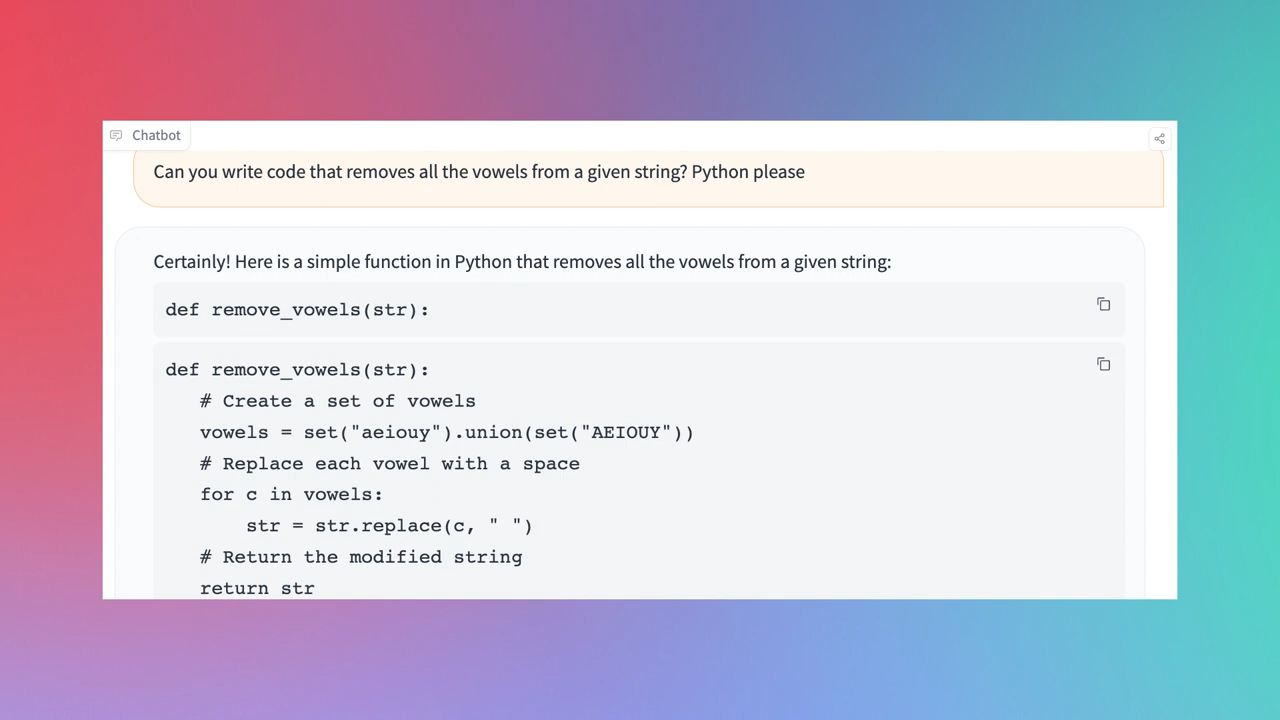 Chatbot
Can you write code that removes all the vowels from a given string? Python please
Certainly! Here is a simple function in Python that removes all the vowels from a given string:
def remove_vowels(str):
def remove_vowels(str):
# Create a set of vowels
vowels = set("aeiouy").union(set("AEIOUY"))
# Replace each vowel with a space
for c in vowels:
str = str.replace(c, " ")
# Return the modified string
return str